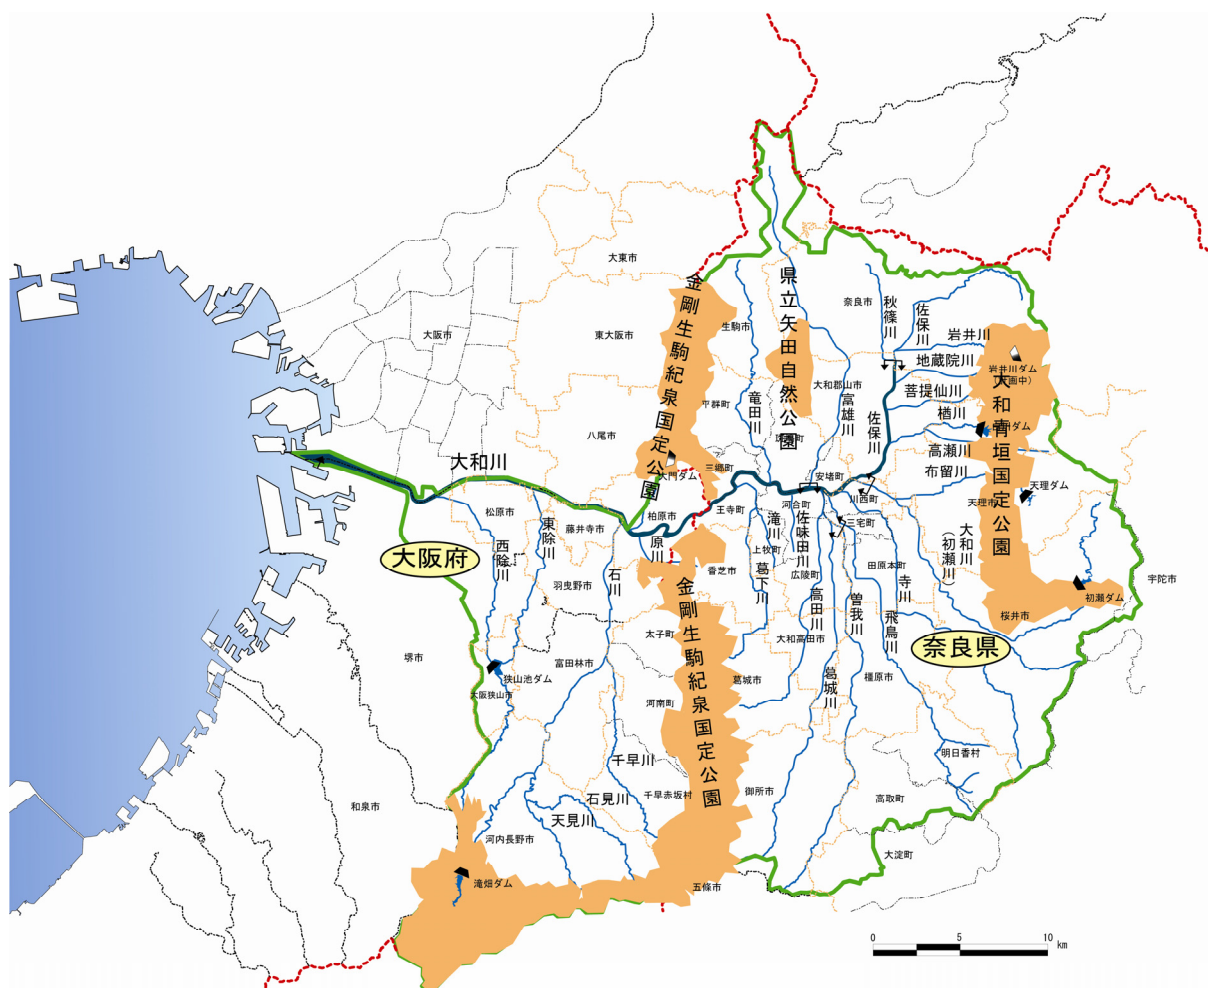 大東市
東大阪市
大阪市
八尾市
金剛生駒紀泉国定公園
生駒市
平群町
三郷町
大門ダム
県立矢田自然公園
奈良市
秋篠川
佐保川
岩井川
地蔵院川
菩提仙川
楢川
高瀬川
布留川
岩井川ダム
大和青垣国定公園
天理ダム
天理市
大和郡山市
富雄川
佐保川
竜田川
安堵町
川西町
三宅町
河合町
王寺町
大和川
柏原市
藤井寺市
松原市
東除川
西除川
大阪府
原川
石川
羽曳野市
香芝市
滝川
上牧町
葛下川
佐味田川
広陵町
高田川
曽我川
田原本町
寺川
飛鳥川
大和川
(初瀬川)
初瀬ダム
宇陀市
桜井市
奈良県
金剛生駒紀泉国定公園
太子町
富田林市
堺市
狭山池ダム
大阪狭山市
河南町
大和高田市
葛城市
葛城川
橿原市
明日香村
千早川
石見川
天見川
千早赤坂村
御所市
高取町
和泉市
河内長野市
滝畑ダム
五條市
大淀町
0 5 10
km